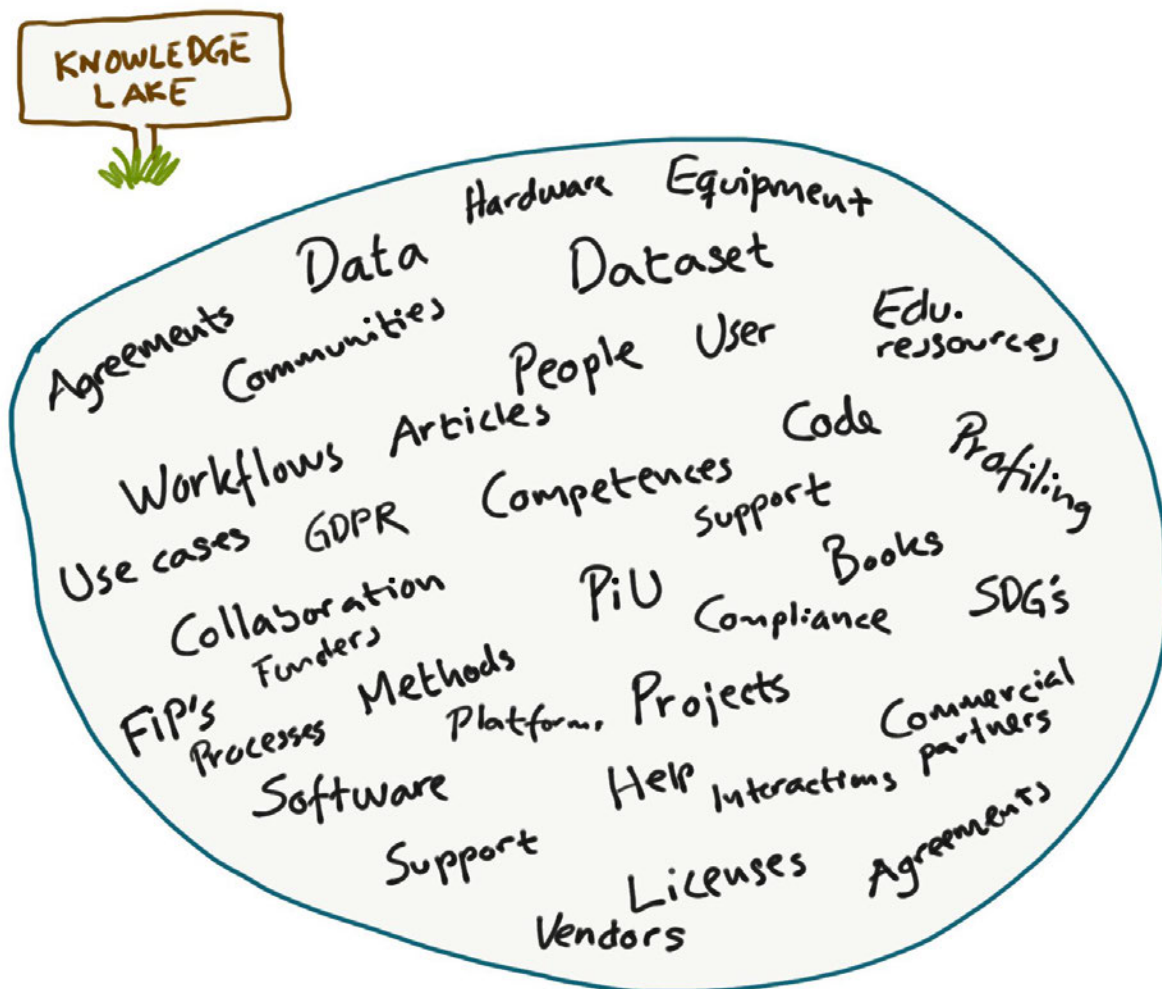 KNOWLEDGE
LAKE
Hardware
Equipment
Data
Dataset
Agreements
Communities
People
User
Edu.
ressources
Workflows
Articles
Code
Profiling
Use cases
GDPR
Competences
Support
Collaboration
Funders
PiU
Books
Compliance
SDG's
FiP's
Processes
Methods
Platforms
Projects
Commercial
partners
Software
Help
Interactions
Support
Licenses
Agreements
Vendors